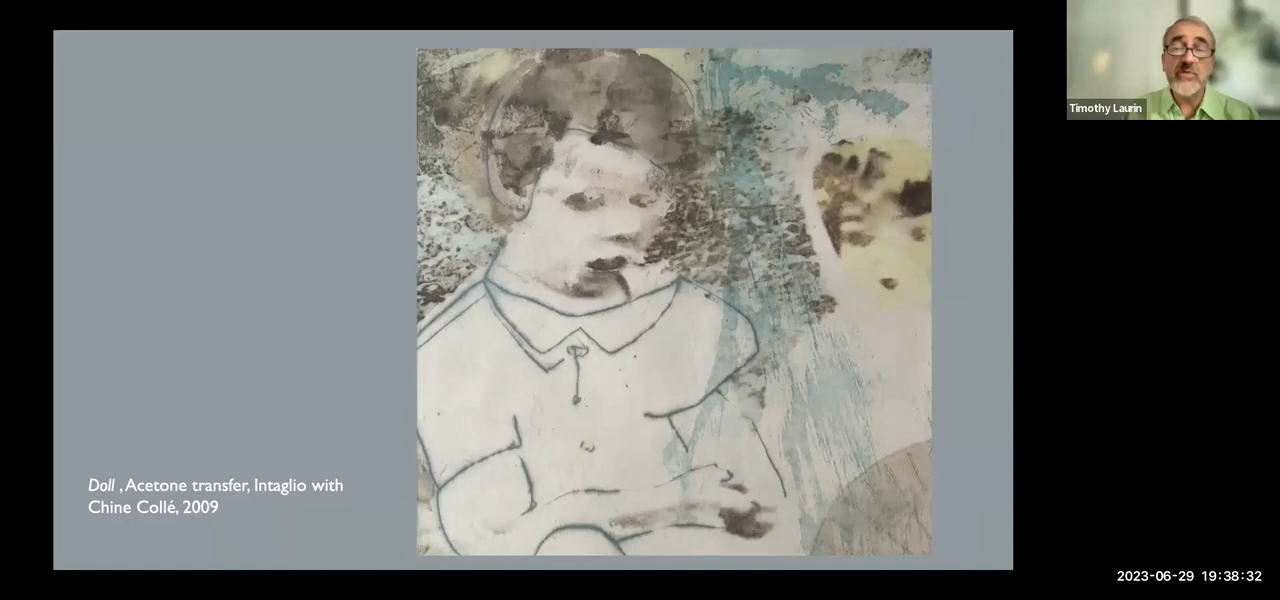 Timothy Laurin
Doll , Acetone transfer, Intaglio with
Chine Collé, 2009
2023-06-29 19:38:32